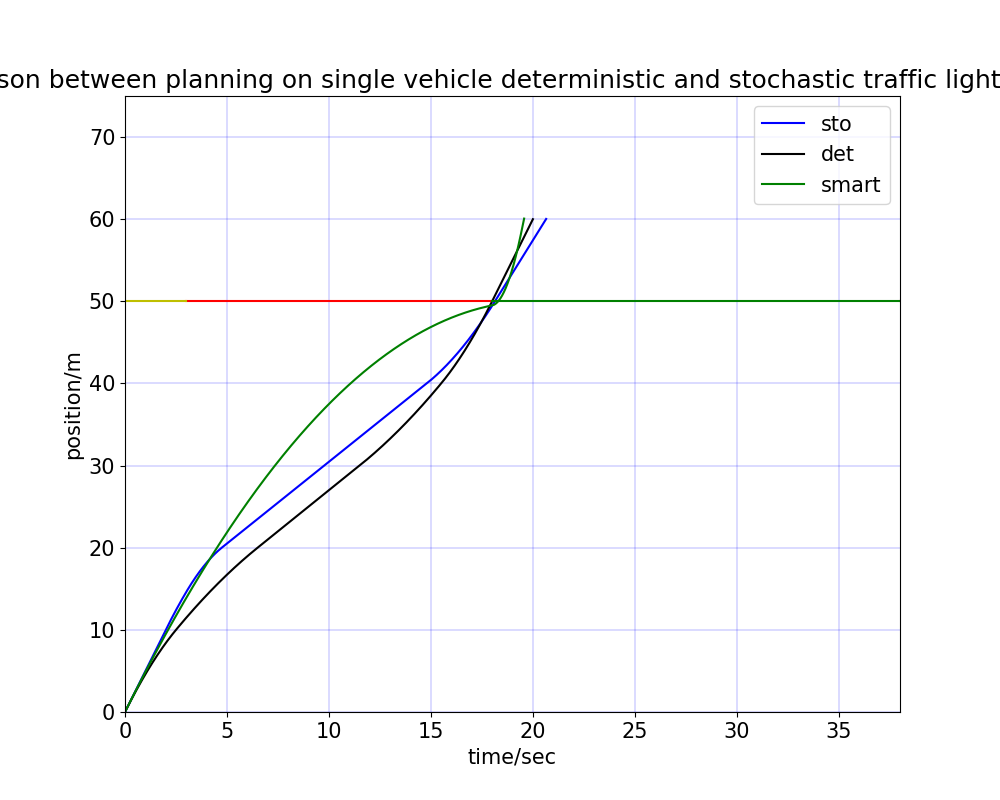 son between planning on single vehicle deterministic and stochastic traffic light
70
60
50
40
30
20
10
0
position/m
sto
det
smart
0 5 10 15 20 25 30 35
time/sec